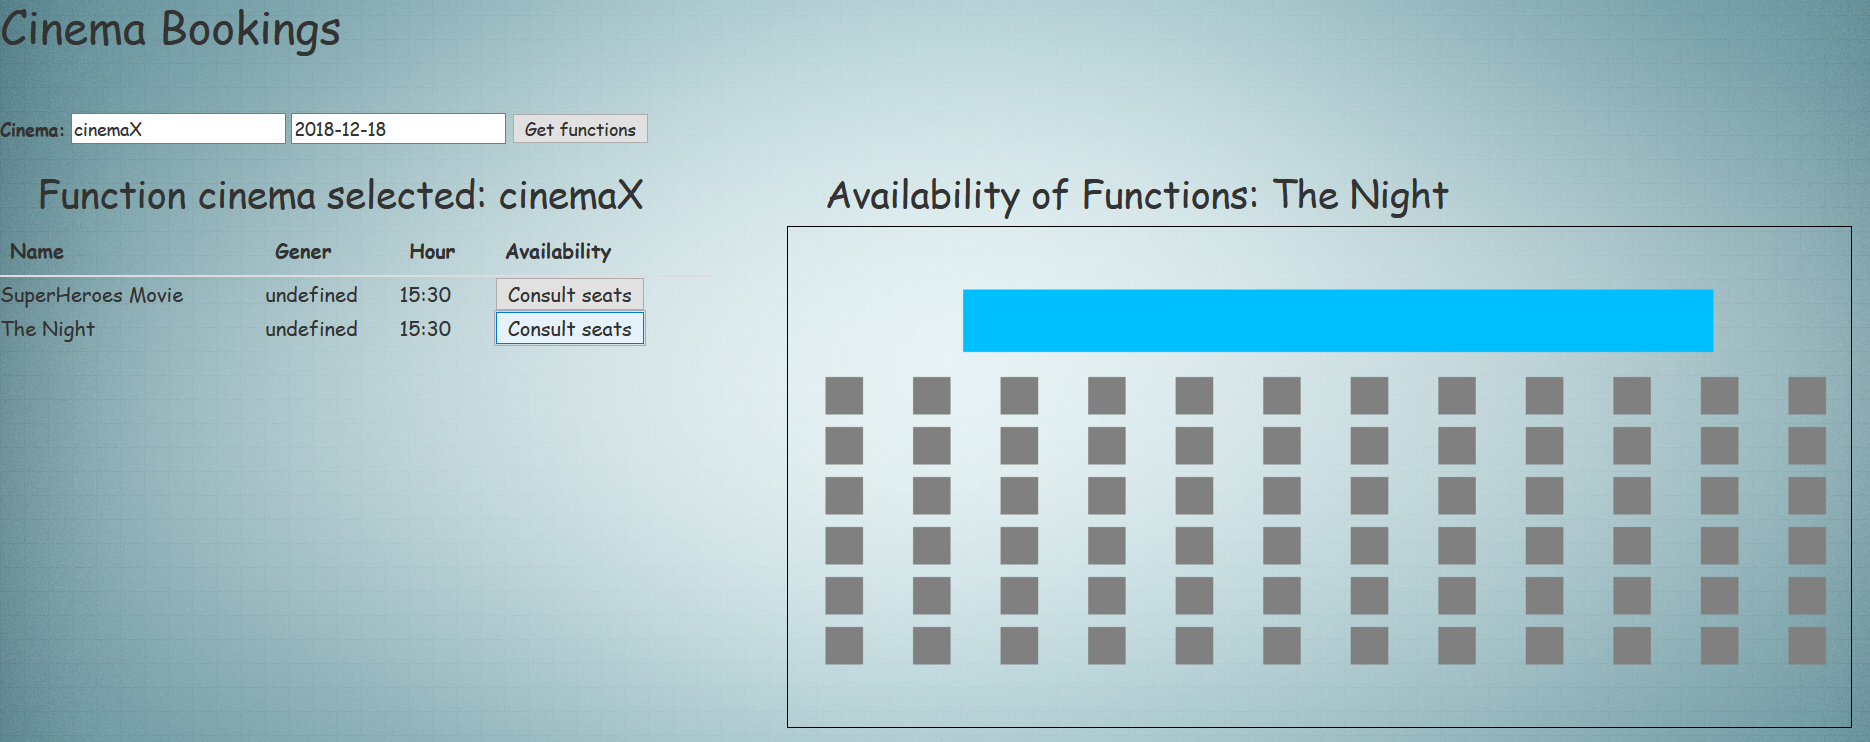 Cinema Bookings
Cinema: cinemaX 2018-12-18 Get functions
Function cinema selected: cinemaX
Name Gener Hour Availability
SuperHeroes Movie undefined 15:30 Consult seats
The Night undefined 15:30 Consult seats
Availability of Functions: The Night